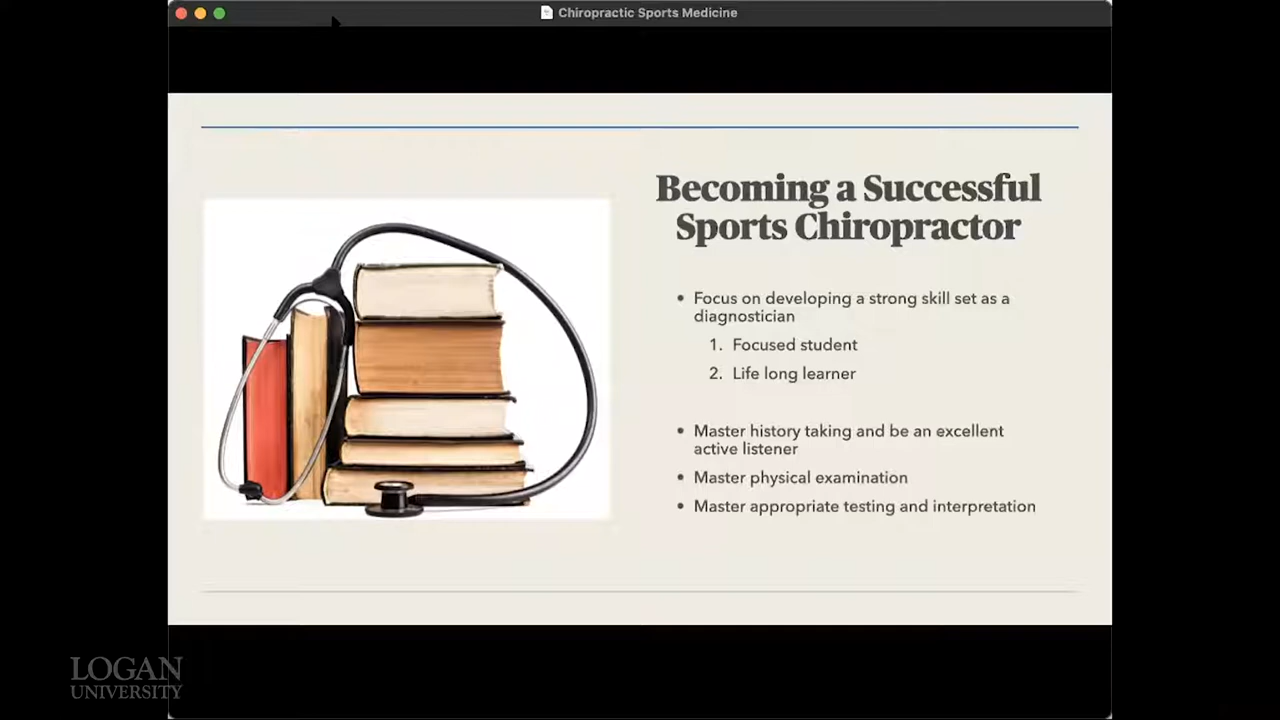 Chiropractic Sports Medicine
Becoming a Successful
Sports Chiropractor
• Focus on developing a strong skill set as a
diagnostician
1. Focused student
2. Life long learner
• Master history taking and be an excellent
active listener
• Master physical examination
• Master appropriate testing and interpretation
LOGAN
UNIVERSITY